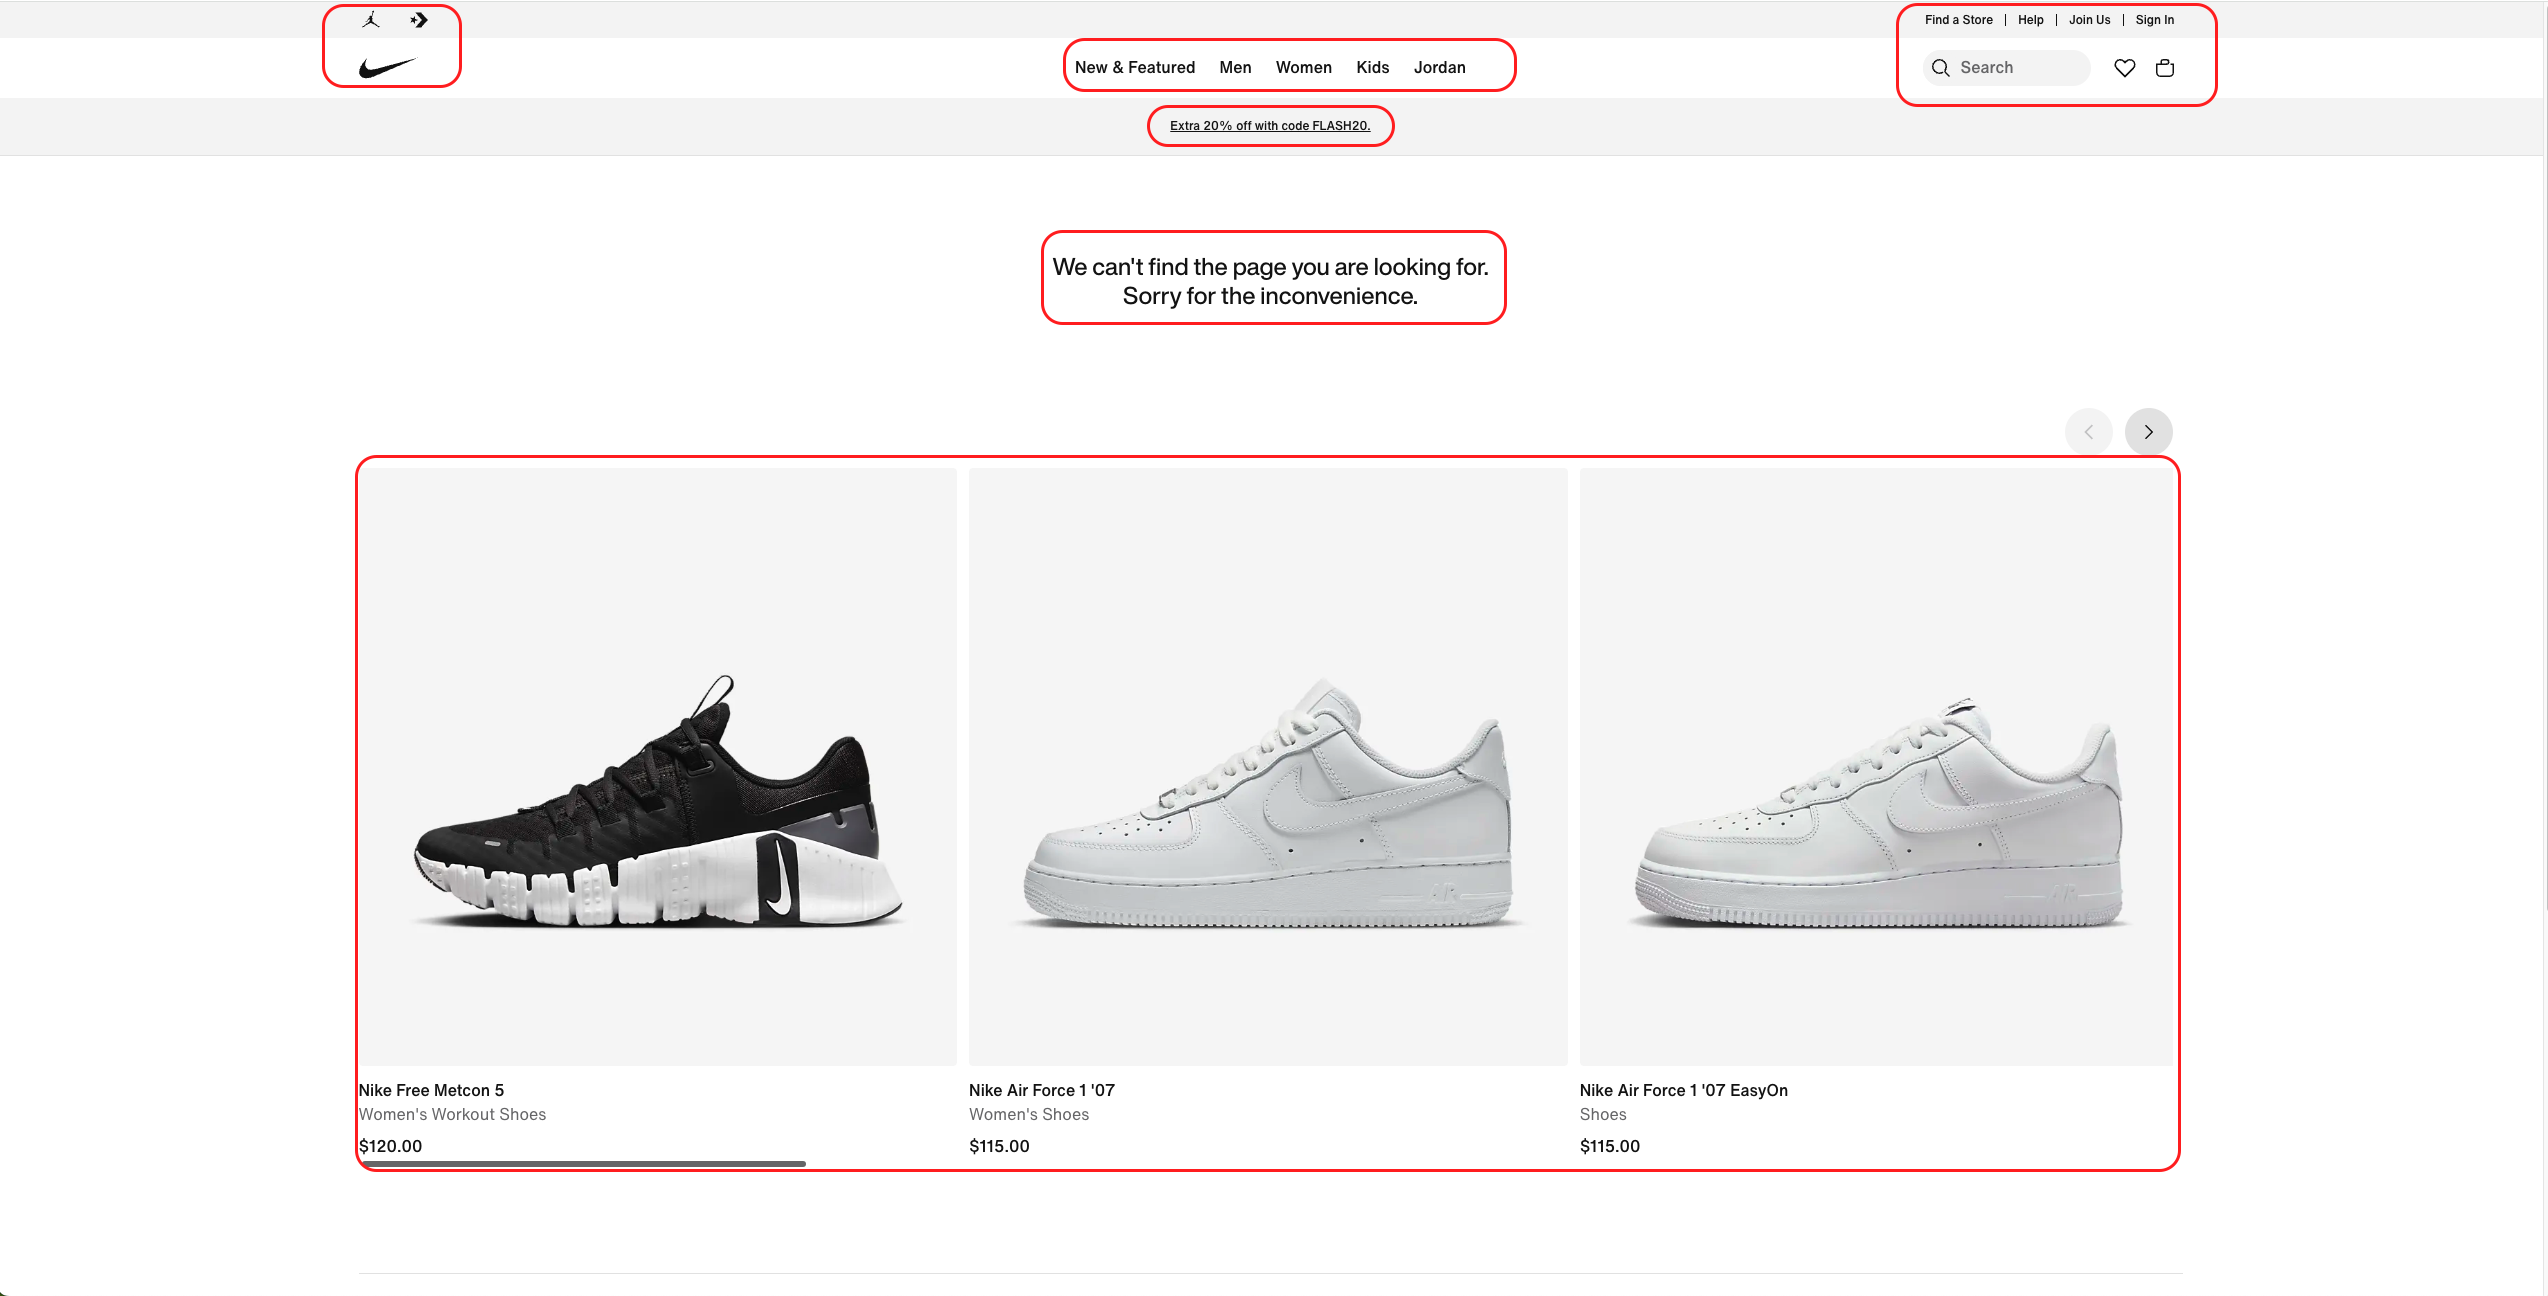 Find a Store | Help | Join Us | Sign In
New & Featured Men Women Kids Jordan
Search
Extra 20% off with code FLASH20.
We can't find the page you are looking for.
Sorry for the inconvenience.
Nike Free Metcon 5
Women's Workout Shoes
$120.00
Nike Air Force 1 '07
Women's Shoes
$115.00
Nike Air Force 1 '07 EasyOn
Shoes
$115.00